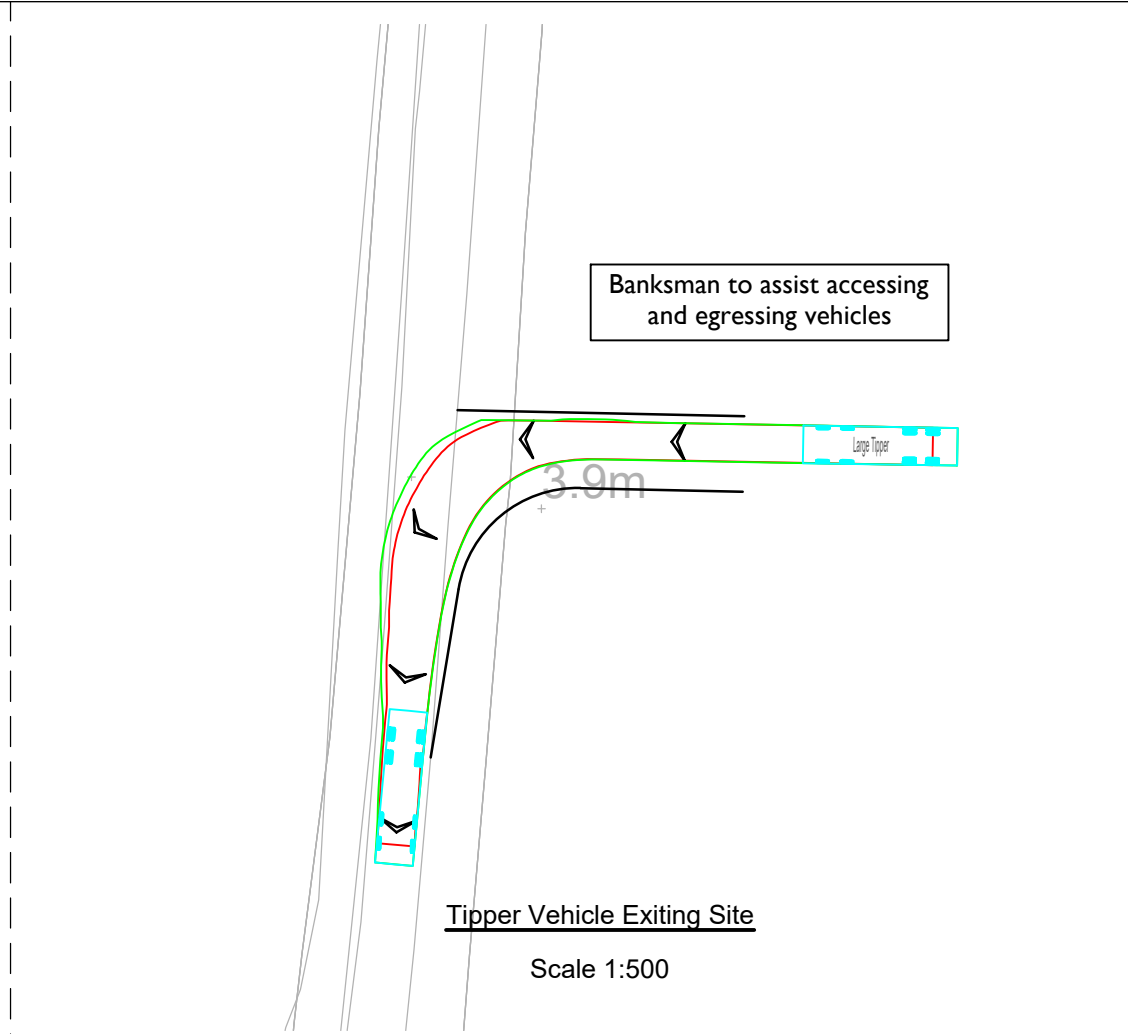 Banksman to assist accessing
and egressing vehicles
Large Tipper
3.9m
Tipper Vehicle Exiting Site
Scale 1:500